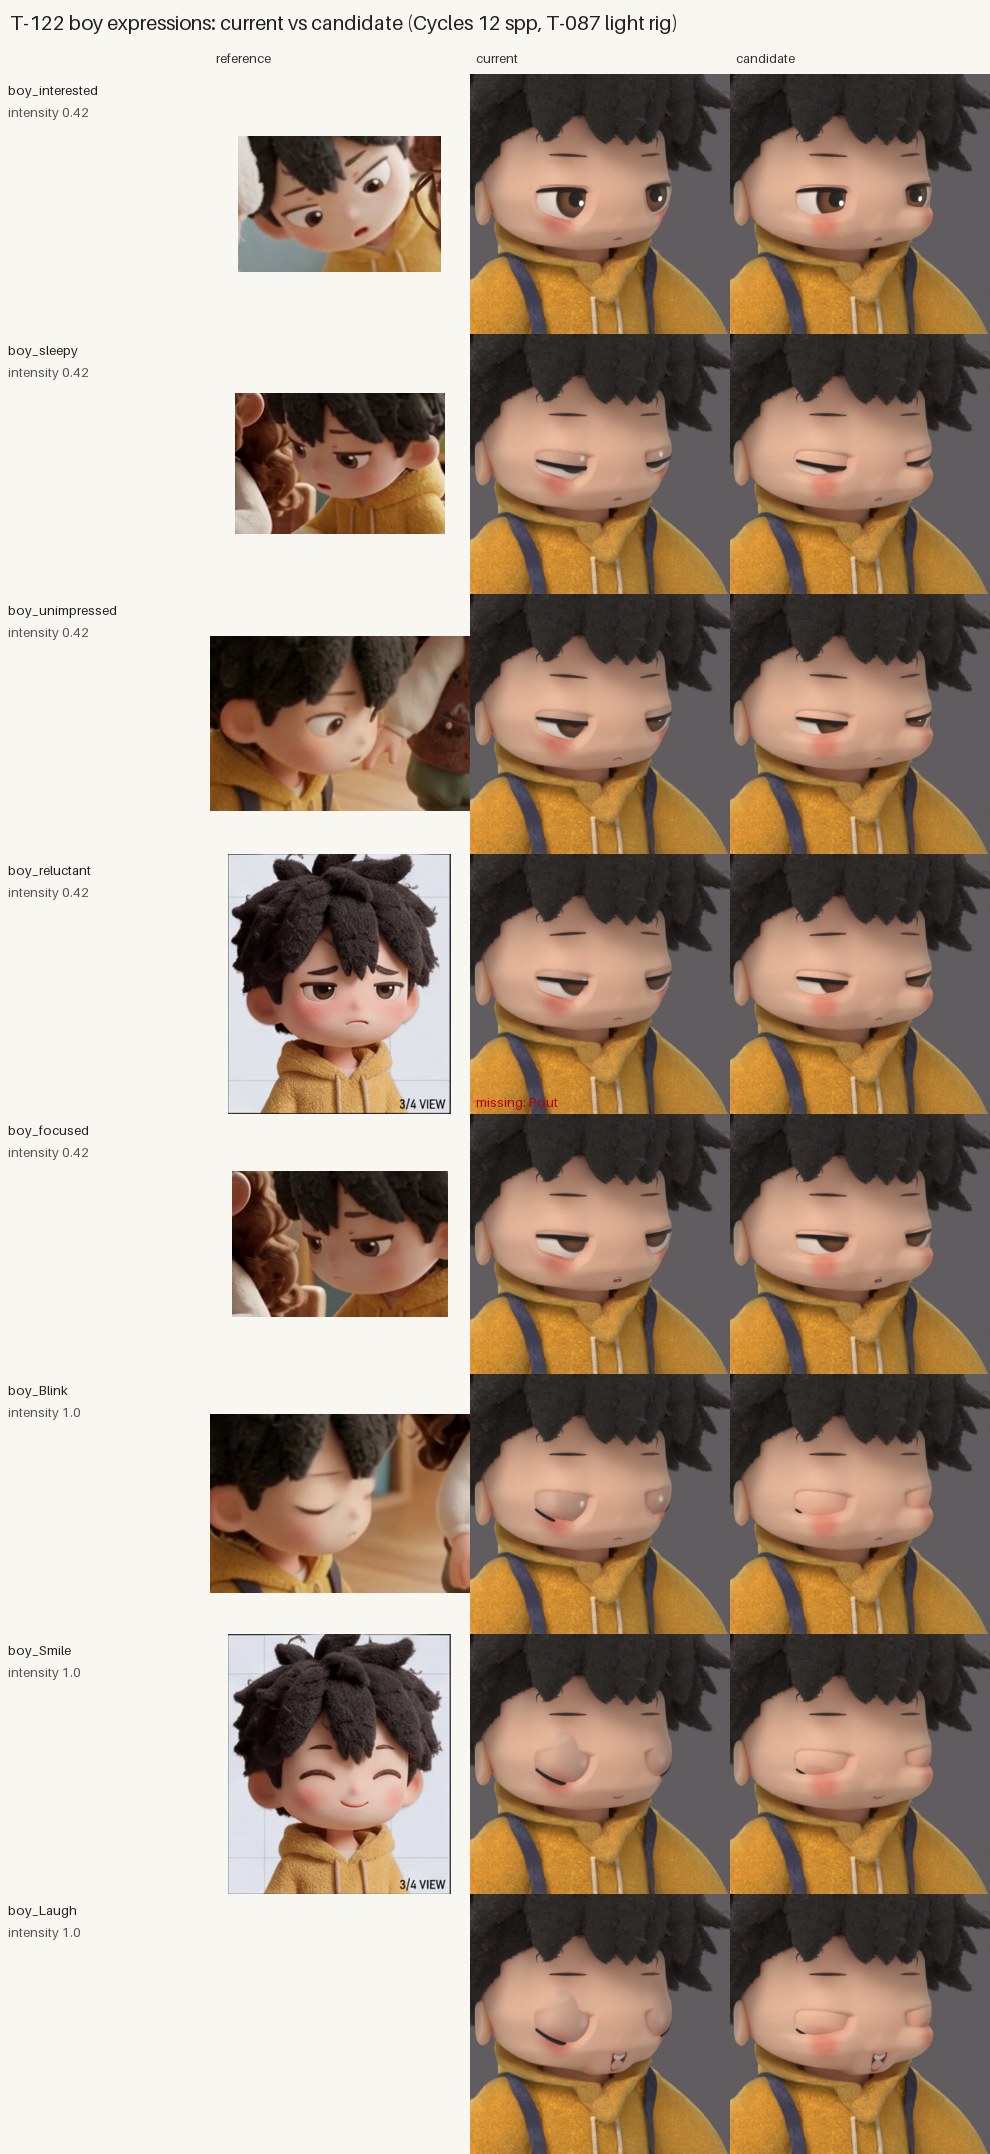 T-122 boy expressions: current vs candidate (Cycles 12 spp, T-087 light rig)
reference current candidate
boy_interested
intensity 0.42
boy_sleepy
intensity 0.42
boy_unimpressed
intensity 0.42
boy_reluctant
intensity 0.42
3/4 VIEW
missing: Pout
boy_focused
intensity 0.42
boy_Blink
intensity 1.0
boy_Smile
intensity 1.0
3/4 VIEW
boy_Laugh
intensity 1.0